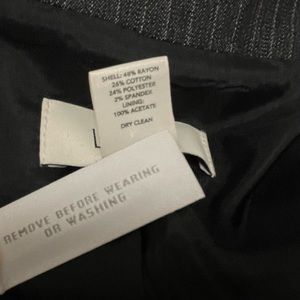 SHELL: 48% RAYON
26% COTTON
24% POLYESTER
2% SPANDEX
LINING:
100% ACETATE
DRY CLEAN
REMOVE BEFORE WEARING
OR WASHING